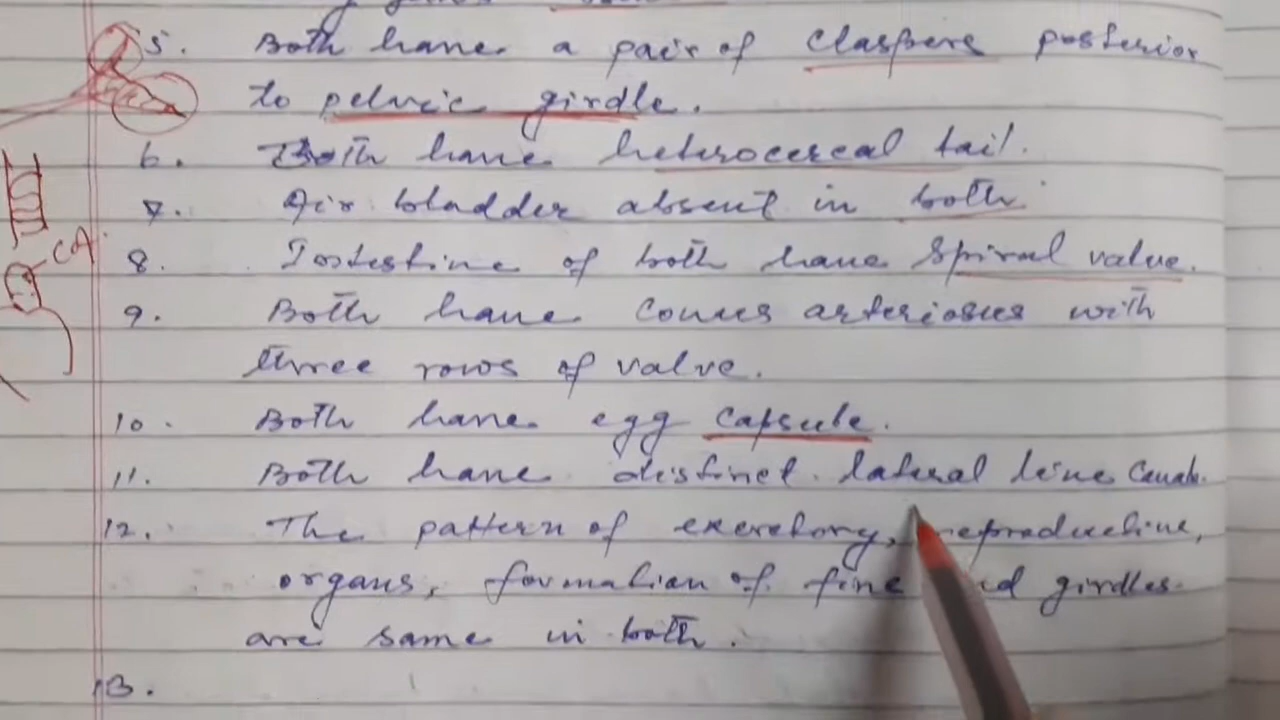 5. Both have a pair of claspers posterior
to pelvic girdle.
6. Both have heterocercal tail.
7. Air bladder absent in both
8. Intestine of both have spiral valve.
CA
9. Both have conus arteriosus with
three rows of valve.
10. Both have egg capsule.
11. Both have distinct lateral line canal.
12. The pattern of excretory, reproductive,
organs, formation of fins and girdles
are same in both.
13.